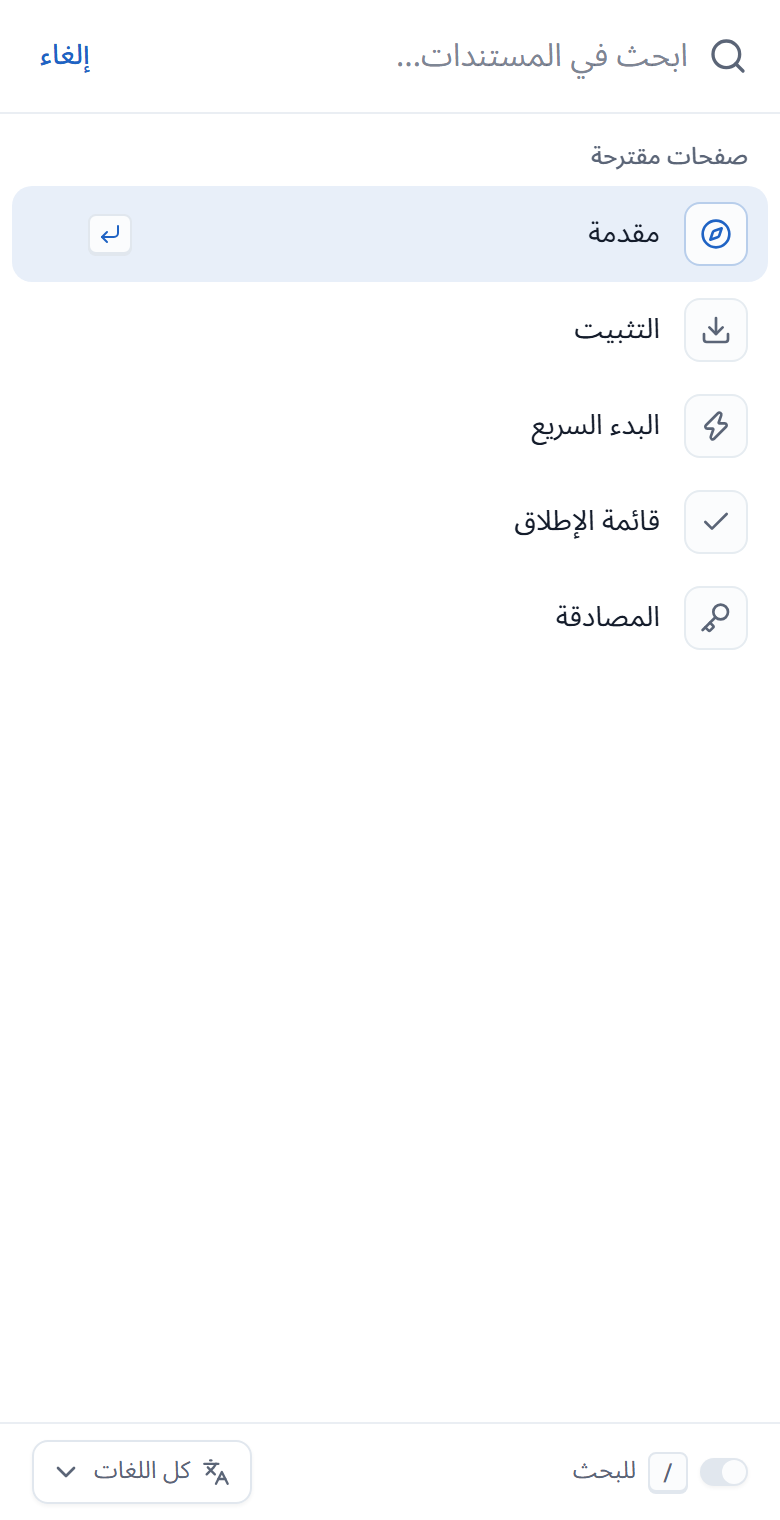 ابحث في المستندات...
إلغاء
صفحات مقترحة
مقدمة
التثبيت
البدء السريع
قائمة الإطلاق
المصادقة
/ للبحث
كل اللغات